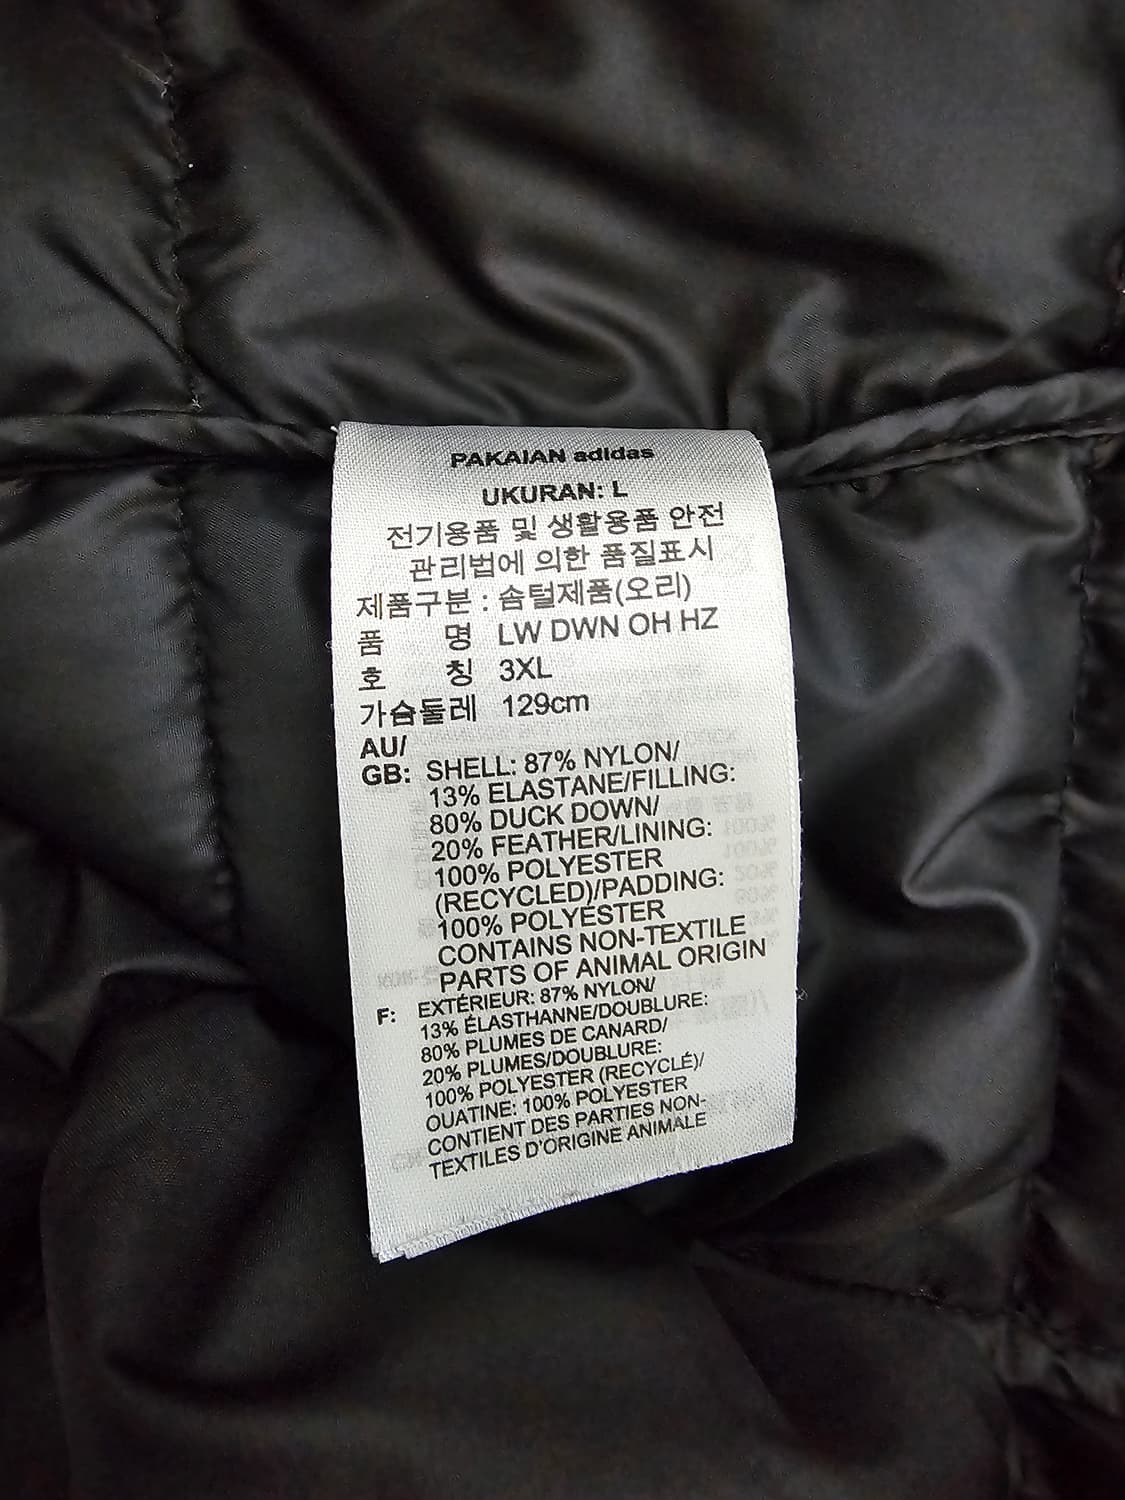 PAKAIAN adidas
UKURAN: L
전기용품 및 생활용품 안전
관리법에 의한 품질표시
제품구분 : 솜털제품(오리)
품 명 LW DWN OH HZ
호 칭 3XL
가슴둘레 129cm
AU/
GB: SHELL: 87% NYLON/
13% ELASTANE/FILLING:
80% DUCK DOWN/
20% FEATHER/LINING:
100% POLYESTER
(RECYCLED)/PADDING:
100% POLYESTER
CONTAINS NON-TEXTILE
PARTS OF ANIMAL ORIGIN
F: EXTÉRIEUR: 87% NYLON/
13% ÉLASTHANNE/DOUBLURE:
80% PLUMES DE CANARD/
20% PLUMES/DOUBLURE:
100% POLYESTER (RECYCLÉ)/
OUATINE: 100% POLYESTER
CONTIENT DES PARTIES NON-
TEXTILES D'ORIGINE ANIMALE